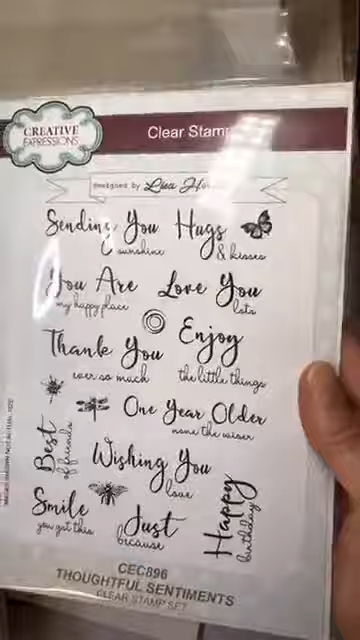 CREATIVE
EXPRESSIONS
Clear Stamp
designed by Lisa
Sending You
sunshine
Hugs
& kisses
You Are
my happy place
Love You
lots
Thank You
ever so much
Enjoy
the little things
One Year Older
none the wiser
Best
of friends
Wishing You
love
Smile
you got this
Just
because
Happy
birthday
CEC896
THOUGHTFUL SENTIMENTS
CLEAR STAMP SET